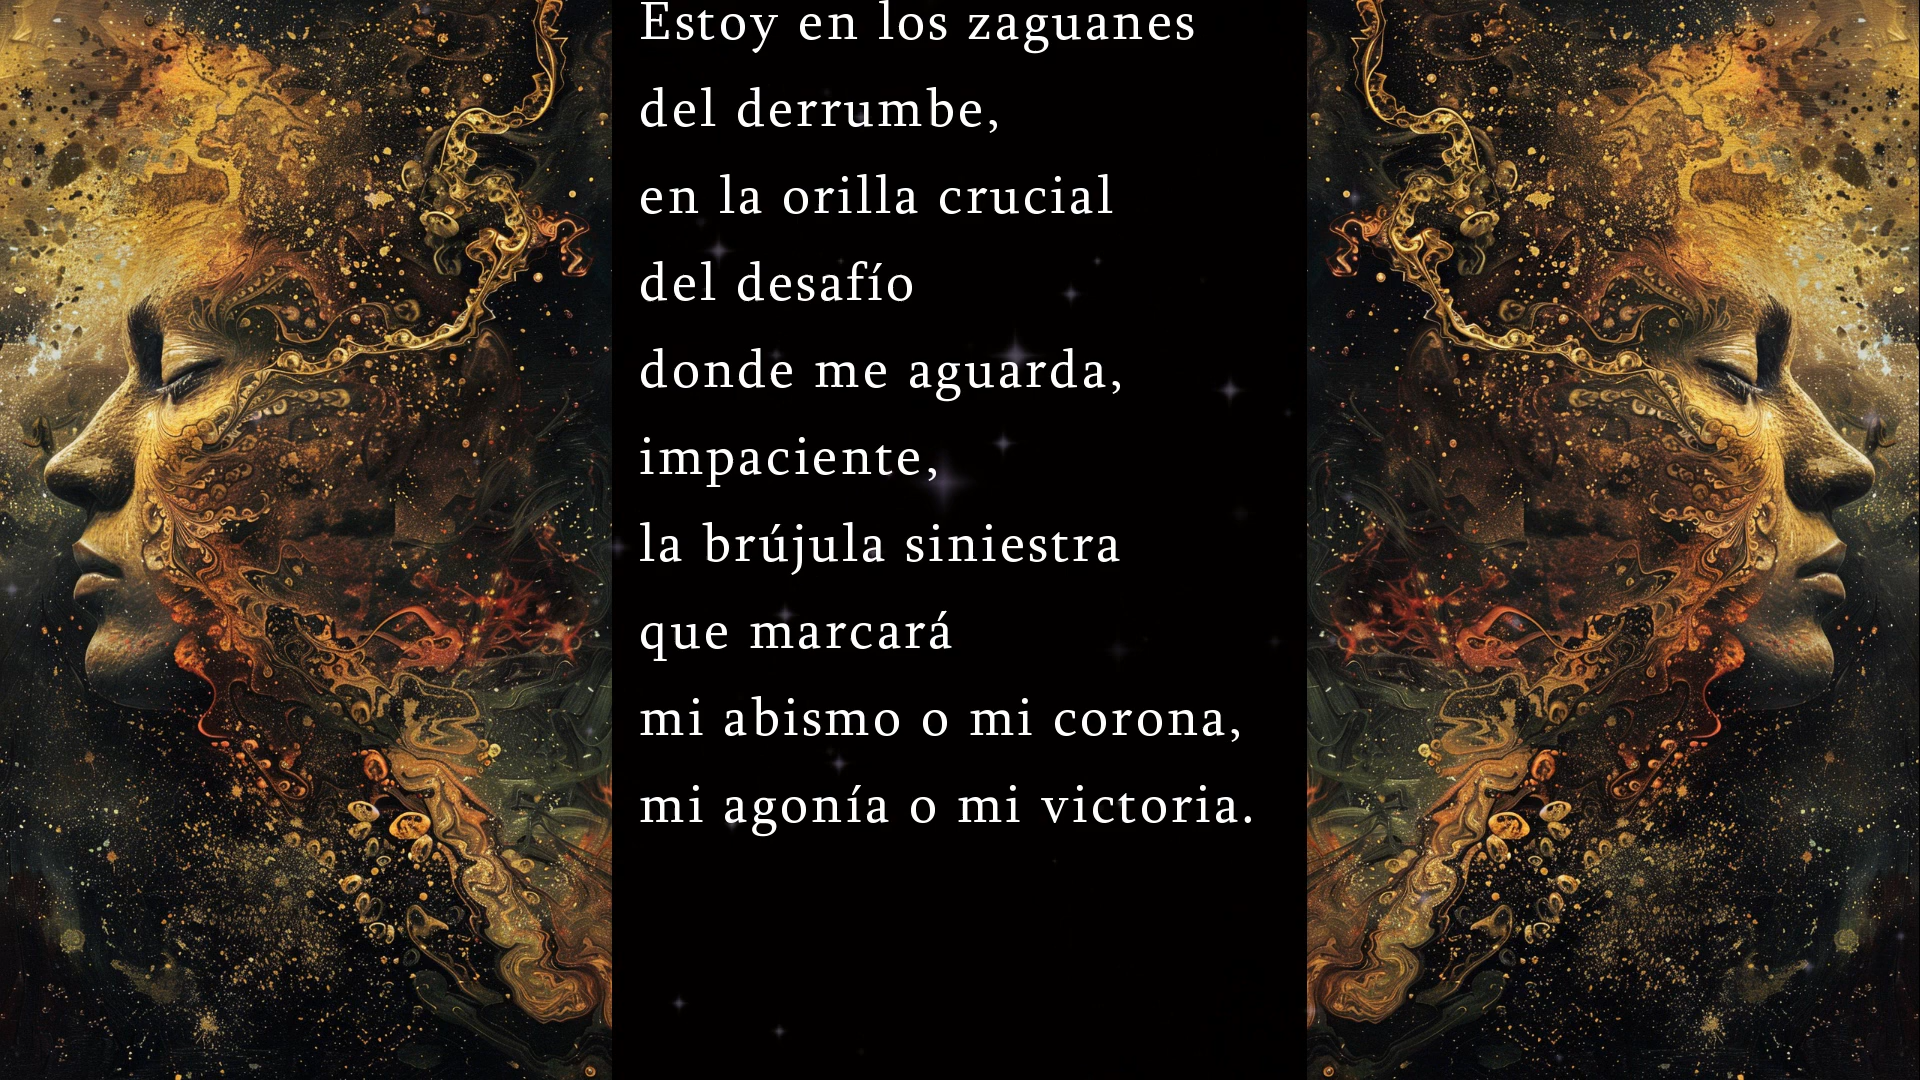 Estoy en los zaguanes
del derrumbe,
en la orilla crucial
del desafío
donde me aguarda,
impaciente,
la brújula siniestra
que marcará
mi abismo o mi corona,
mi agonía o mi victoria.